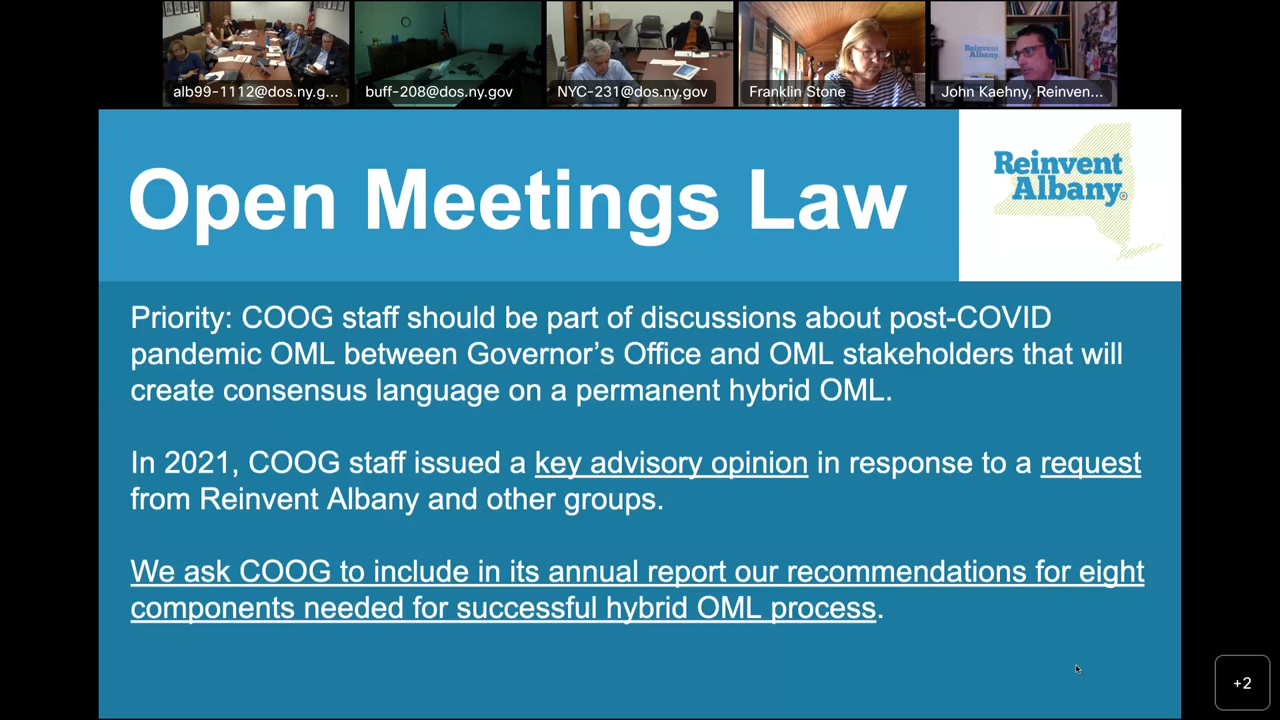 alb99-1112@dos.ny.g...
buff-208@dos.ny.gov
NYC-231@dos.ny.gov
Franklin Stone
John Kaehny, Reinven...
Open Meetings Law
Reinvent
Albany
Priority: COOG staff should be part of discussions about post-COVID
pandemic OML between Governor’s Office and OML stakeholders that will
create consensus language on a permanent hybrid OML.
In 2021, COOG staff issued a key advisory opinion in response to a request
from Reinvent Albany and other groups.
We ask COOG to include in its annual report our recommendations for eight
components needed for successful hybrid OML process.
+2